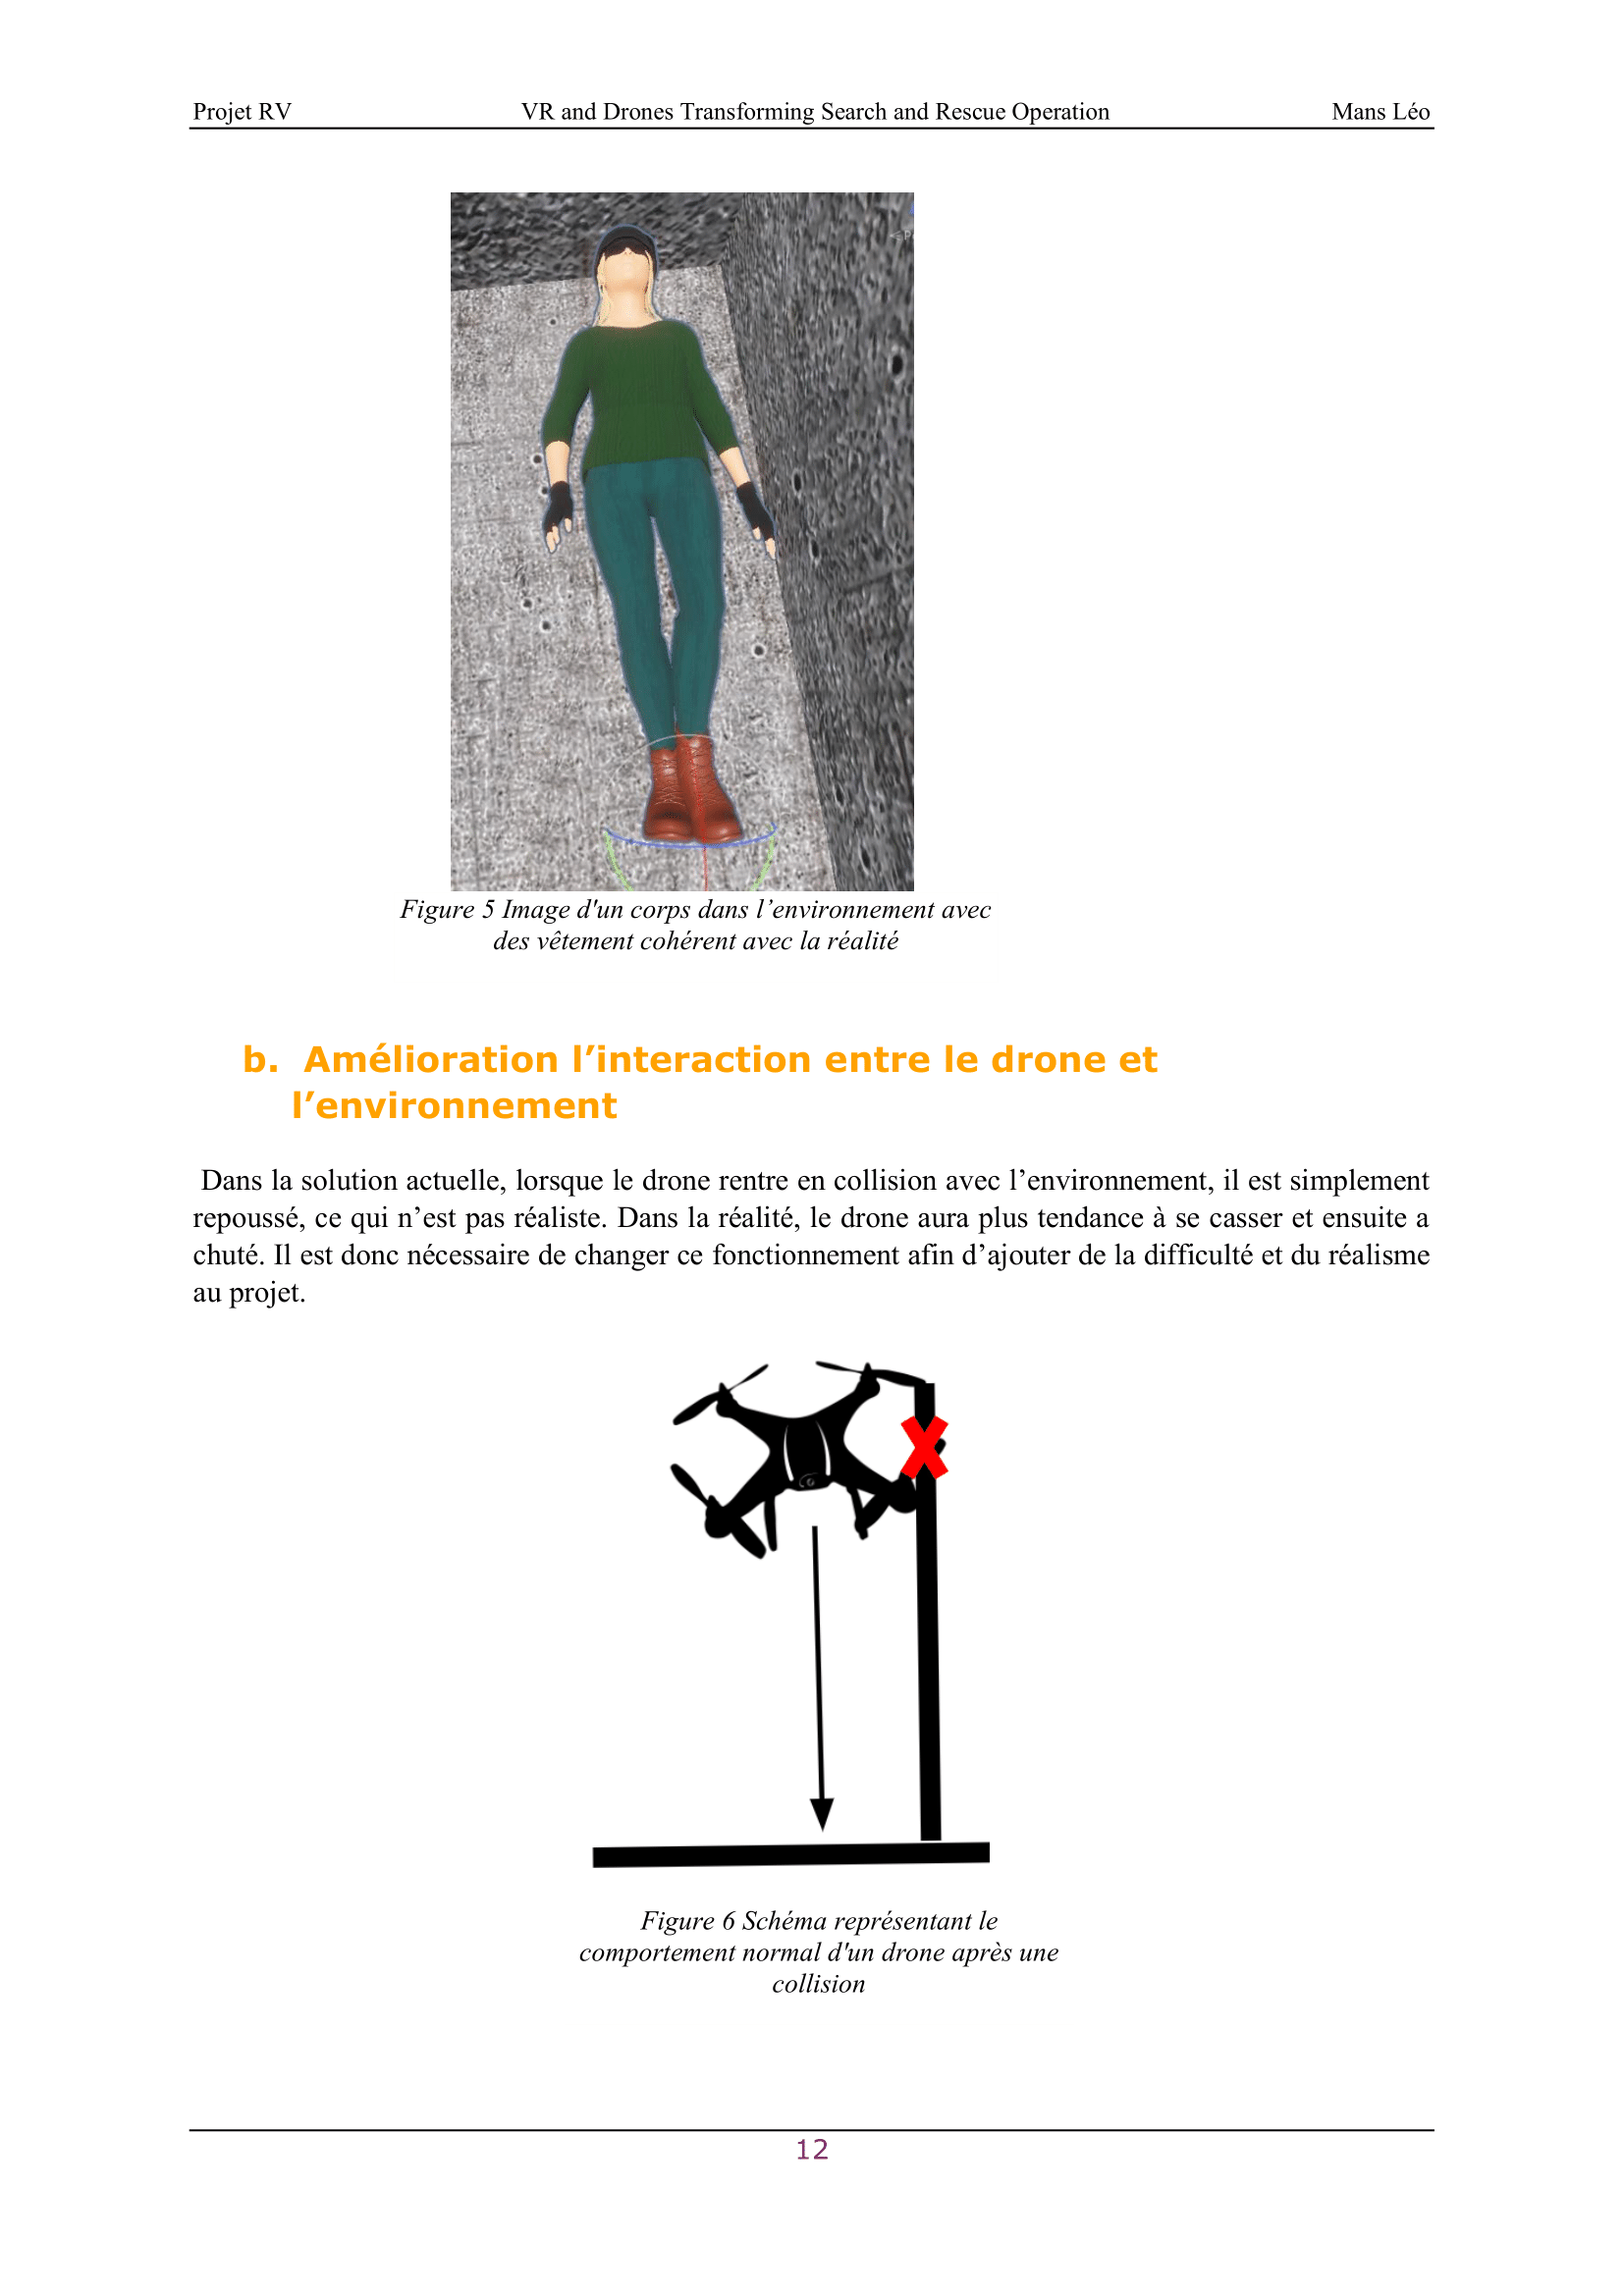 Projet RV VR and Drones Transforming Search and Rescue Operation Mans Léo
Figure 5 Image d'un corps dans l’environnement avec
des vêtement cohérent avec la réalité
b. Amélioration l’interaction entre le drone et
l’environnement
Dans la solution actuelle, lorsque le drone rentre en collision avec l’environnement, il est simplement
repoussé, ce qui n’est pas réaliste. Dans la réalité, le drone aura plus tendance à se casser et ensuite a
chuté. Il est donc nécessaire de changer ce fonctionnement afin d’ajouter de la difficulté et du réalisme
au projet.
Figure 6 Schéma représentant le
comportement normal d'un drone après une
collision
12